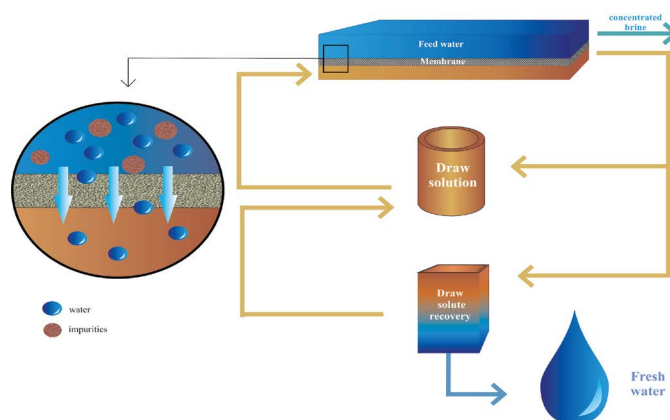 concentrated
brine
Feed water
Membrane
Draw
solution
Draw
solute
recovery
water
impurities
Fresh
water